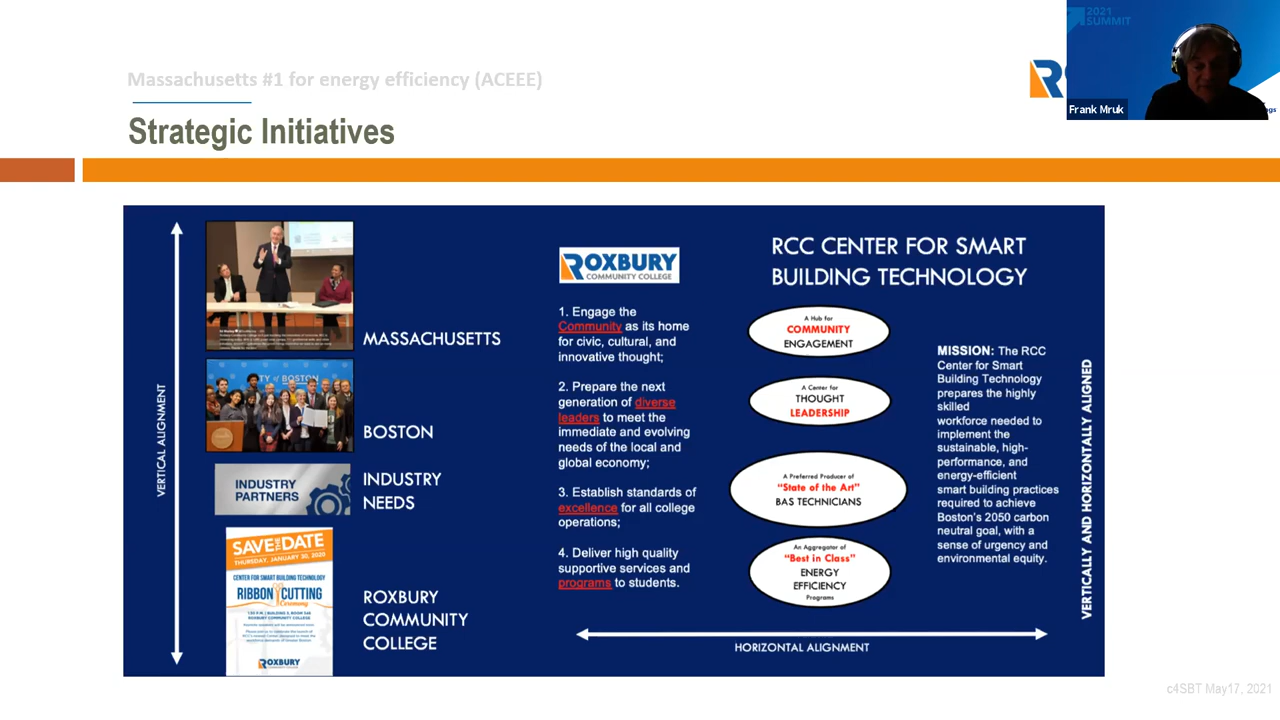 2021
SUMMIT
Massachusetts #1 for energy efficiency (ACEEE)
Frank Mruk
Strategic Initiatives
VERTICAL ALIGNMENT
MASSACHUSETTS
CITY of BOSTON
BOSTON
INDUSTRY
PARTNERS
INDUSTRY
NEEDS
SAVE THE
DATE
THURSDAY, JANUARY 30, 2020
CENTER FOR SMART BUILDING TECHNOLOGY
RIBBON CUTTING
Ceremony
ROXBURY COMMUNITY COLLEGE
ROXBURY
ROXBURY
COMMUNITY
COLLEGE
ROXBURY
COMMUNITY COLLEGE
1. Engage the
Community as its home
for civic, cultural, and
innovative thought;
2. Prepare the next
generation of diverse
leaders to meet the
immediate and evolving
needs of the local and
global economy;
3. Establish standards of
excellence for all college
operations;
4. Deliver high quality
supportive services and
programs to students.
RCC CENTER FOR SMART
BUILDING TECHNOLOGY
A Hub for
COMMUNITY
ENGAGEMENT
A Center for
THOUGHT
LEADERSHIP
A Preferred Producer of
"State of the Art"
BAS TECHNICIANS
An Aggregator of
"Best in Class"
ENERGY
EFFICIENCY
Programs
MISSION: The RCC
Center for Smart
Building Technology
prepares the highly
skilled
workforce needed to
implement the
sustainable, high-
performance, and
energy-efficient
smart building practices
required to achieve
Boston's 2050 carbon
neutral goal, with a
sense of urgency and
environmental equity.
VERTICALLY AND HORIZONTALLY ALIGNED
HORIZONTAL ALIGNMENT
c4SBT May17, 2021